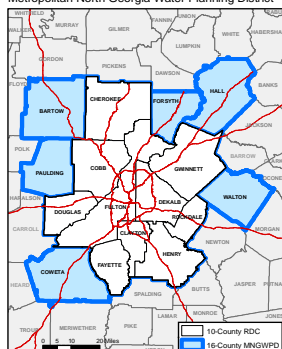 Metropolitan North Georgia Water Planning District
WHITFIELD
MURRAY
FANNIN
UNION
GILMER
WHITE
HABERSHAM
LUMPKIN
GORDON
PICKENS
DAWSON
FLOYD
HALL
BANKS
BARTOW
CHEROKEE
FORSYTH
JACKSON
POLK
BARROW
PAULDING
COBB
GWINNETT
HARALSON
WALTON
DEKALB
FULTON
DOUGLAS
ROCKDALE
CARROLL
CLAYTON
MORGAN
NEWTON
FAYETTE
HENRY
HEARD
COWETA
JASPER
BUTTS
SPALDING
LAMAR
MONROE
TROUP
MERIWETHER
PIKE
0 5 10 20 Miles
10-County RDC
16-County MNGWPD